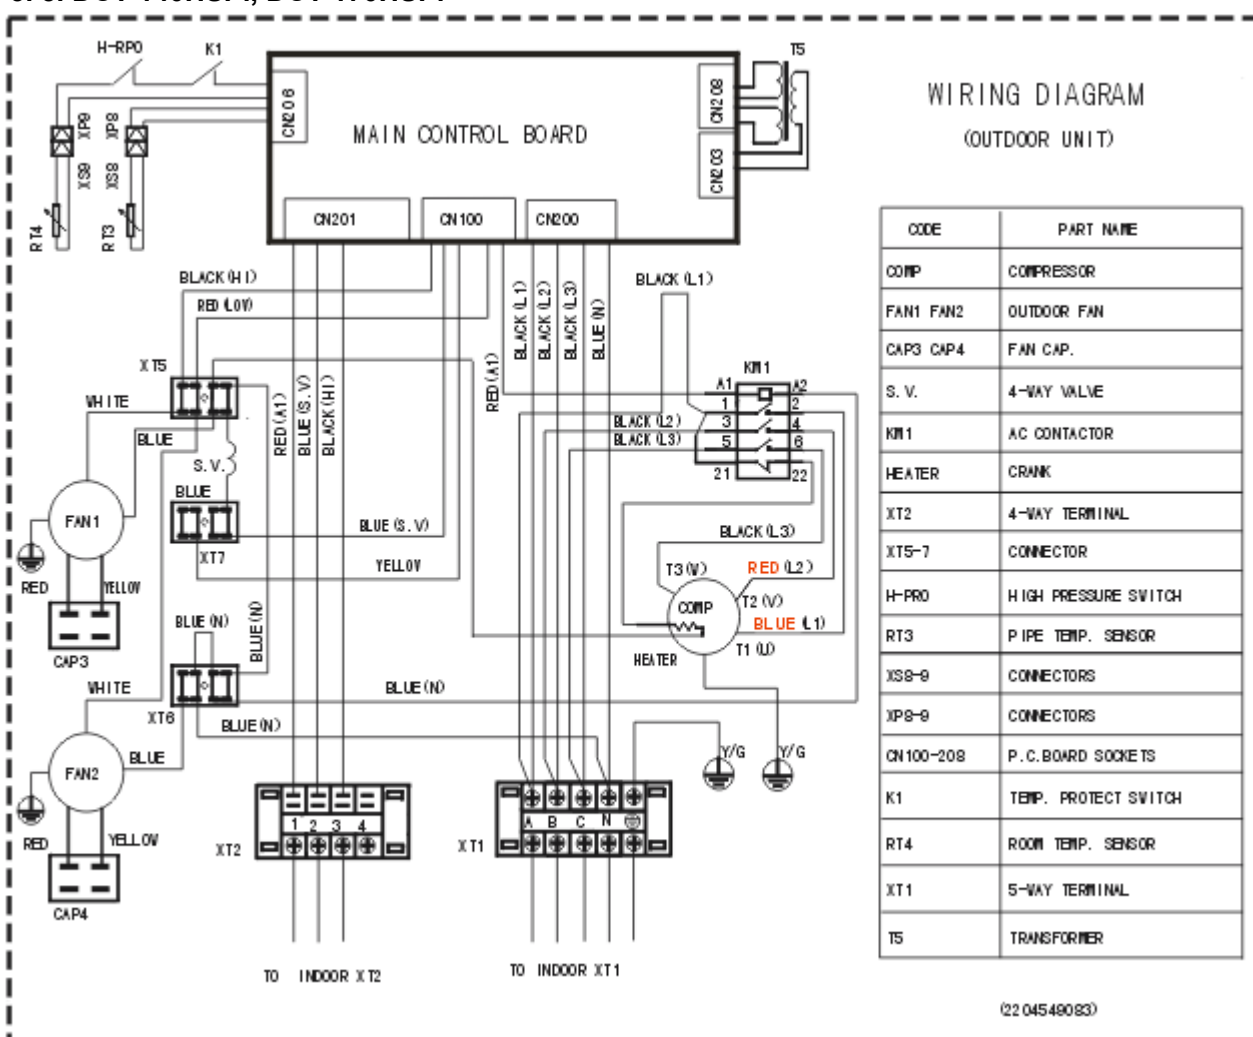 H-RPO
K1
T5
CN206
MAIN CONTROL BOARD
CN208
CN203
WIRING DIAGRAM
(OUTDOOR UNIT)
XP9
XP8
XS9
XS8
RT4
RT3
CN201
CN100
CN200
BLACK(HI)
RED(LOW)
BLACK(L1)
BLACK(L2)
BLACK(L3)
BLUE(N)
BLACK(L1)
XT5
WHITE
BLUE
S.V.
BLUE
RED(A1)
BLUE(S.V)
BLACK(HI)
RED(A1)
KM1
A1
A2
1
2
BLACK(L2)
3
4
BLACK(L3)
5
6
21
22
FAN1
XT7
BLUE(S.V)
YELLOW
RED
YELLOW
CAP3
BLACK(L3)
T3(W)
RED(L2)
COMP
T2(V)
BLUE(L1)
T1(U)
HEATER
BLUE(N)
BLUE(N)
WHITE
XT6
BLUE(N)
BLUE(N)
BLUE
FAN2
RED
YELLOW
CAP4
Y/G
Y/G
XT2
1 2 3 4
XT1
A B C N
TO INDOOR XT2
TO INDOOR XT1
CODE PART NAME
COMP COMPRESSOR
FAN1 FAN2 OUTDOOR FAN
CAP3 CAP4 FAN CAP.
S.V. 4-WAY VALVE
KM1 AC CONTACTOR
HEATER CRANK
XT2 4-WAY TERMINAL
XT5-7 CONNECTOR
H-PRO HIGH PRESSURE SWITCH
RT3 PIPE TEMP. SENSOR
XS8-9 CONNECTORS
XP8-9 CONNECTORS
CN100-208 P.C.BOARD SOCKETS
K1 TEMP. PROTECT SWITCH
RT4 ROOM TEMP. SENSOR
XT1 5-WAY TERMINAL
T5 TRANSFORMER
(2204549083)